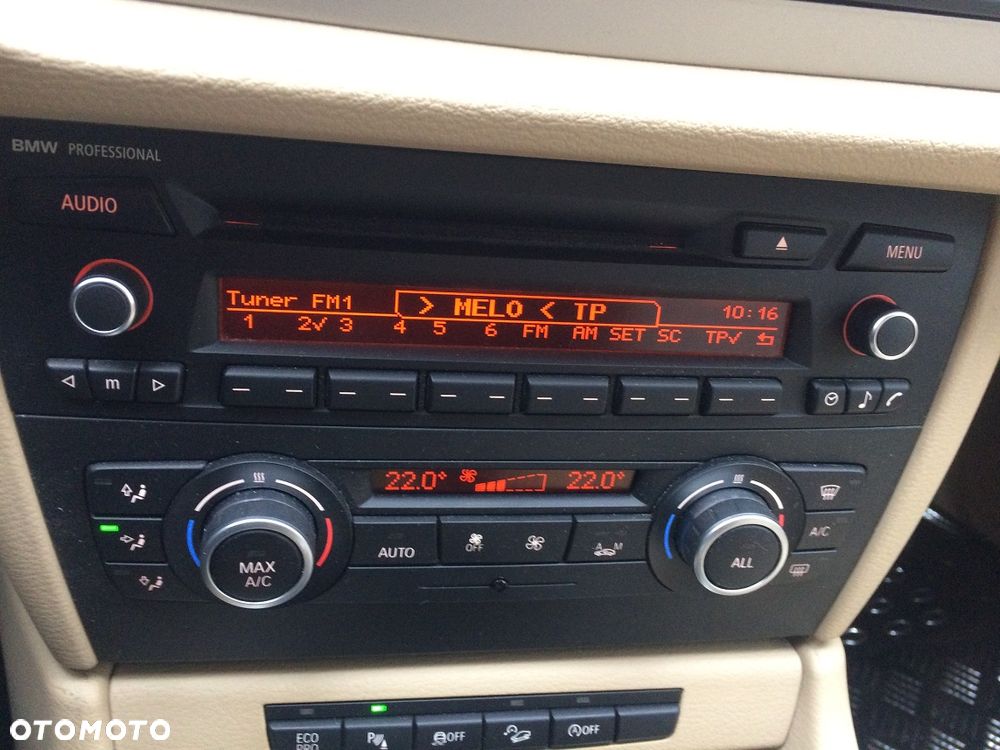 BMW PROFESSIONAL
AUDIO
MENU
Tuner FM1 > MELO < TP 10:16
1 2✓ 3 4 5 6 FM AM SET SC TP✓
m
22.0° 22.0°
MAX
A/C
AUTO
OFF
A M
ALL
A/C
ECO
PRO
OFF
OFF
OTOMOTO